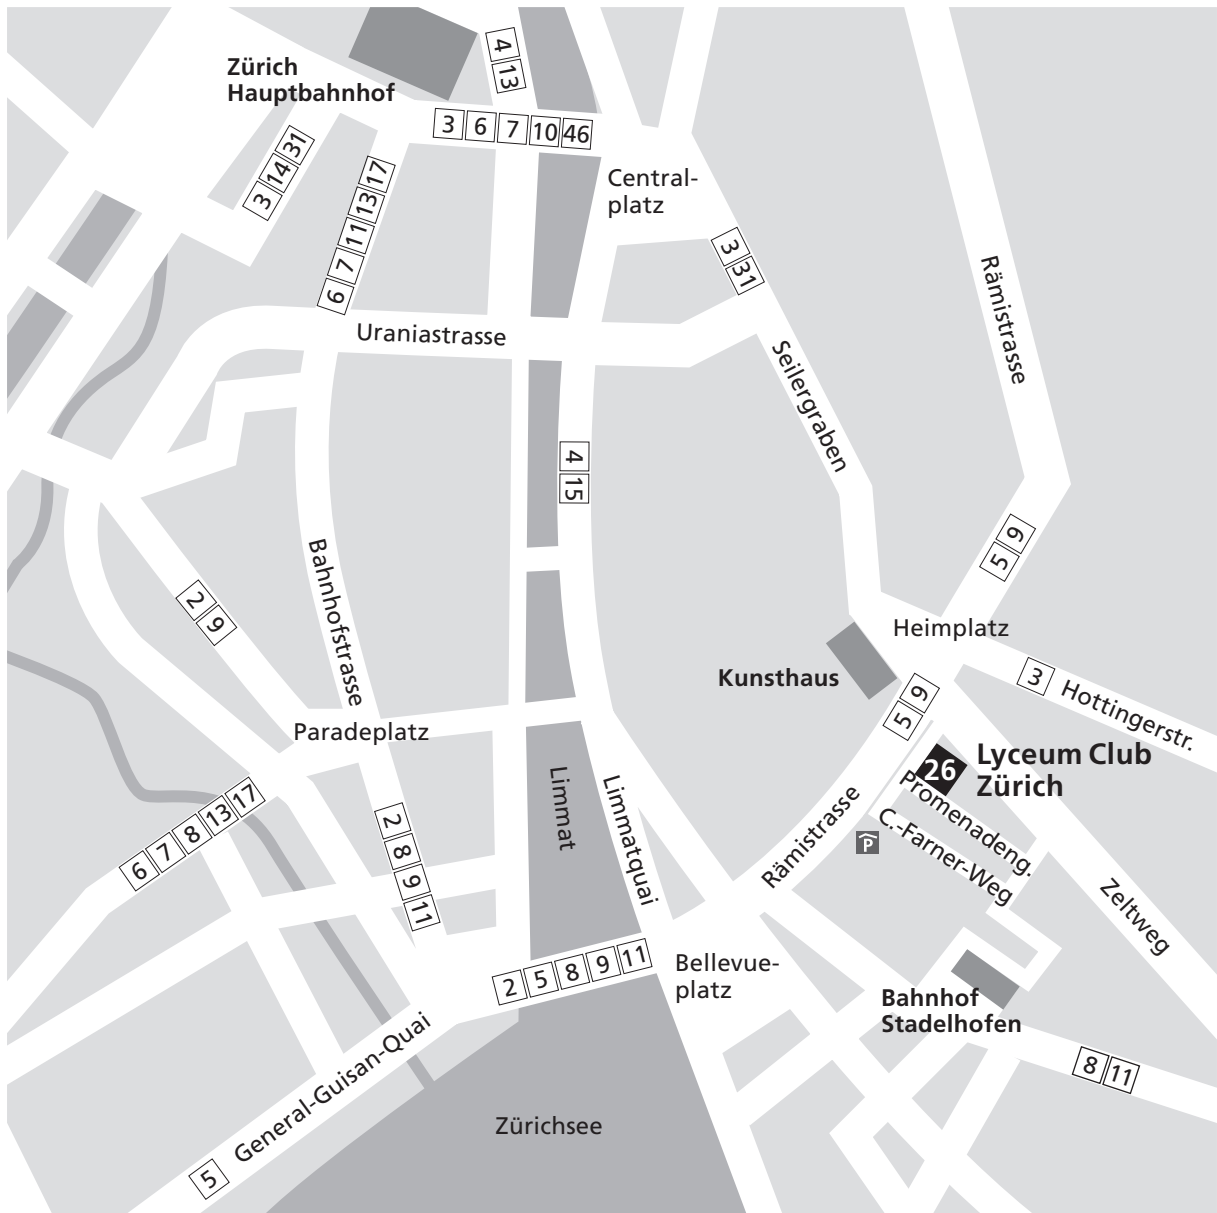 4
13
Zürich
Hauptbahnhof
3 6 7 10 46
3 14 31
6 7 11 13 17
Central-
platz
3 31
Rämistrasse
Uraniastrasse
Seilergraben
4
15
5 9
Bahnhofstrasse
2 9
Heimplatz
Kunsthaus
3 Hottingerstr.
5 9
Paradeplatz
26
Lyceum Club
Zürich
Promenadeng.
C.-Farner-Weg
P
Rämistrasse
Limmat
Limmatquai
6 7 8 13 17
2 8 9 11
Zeltweg
2 5 8 9 11
Bellevue-
platz
Bahnhof
Stadelhofen
General-Guisan-Quai
8 11
Zürichsee
5